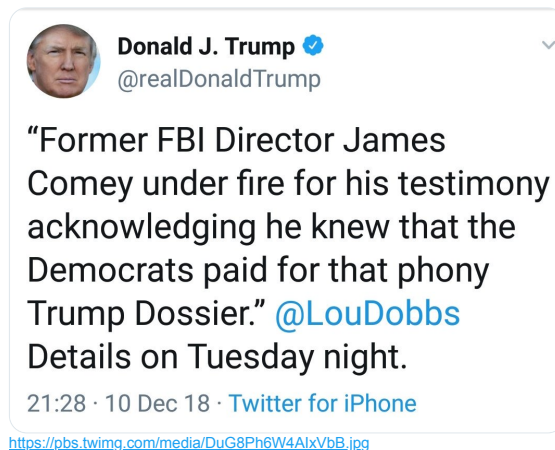 Donald J. Trump
@realDonaldTrump
“Former FBI Director James
Comey under fire for his testimony
acknowledging he knew that the
Democrats paid for that phony
Trump Dossier.” @LouDobbs
Details on Tuesday night.
21:28 · 10 Dec 18 · Twitter for iPhone
https://pbs.twimg.com/media/DuG8Ph6W4AIxVbB.jpg